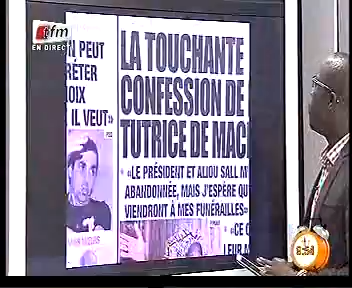 tfm
EN DIRECT
N PEUT
RÊTER
OIX
IL VEUT»
LA TOUCHANTE
CONFESSION DE
TUTRICE DE MAC
«LE PRÉSIDENT ET ALIOU SALL M
ABANDONNÉE, MAIS J'ESPÈRE QU
VIENDRONT À MES FUNÉRAILLES»
«CE
LEUR